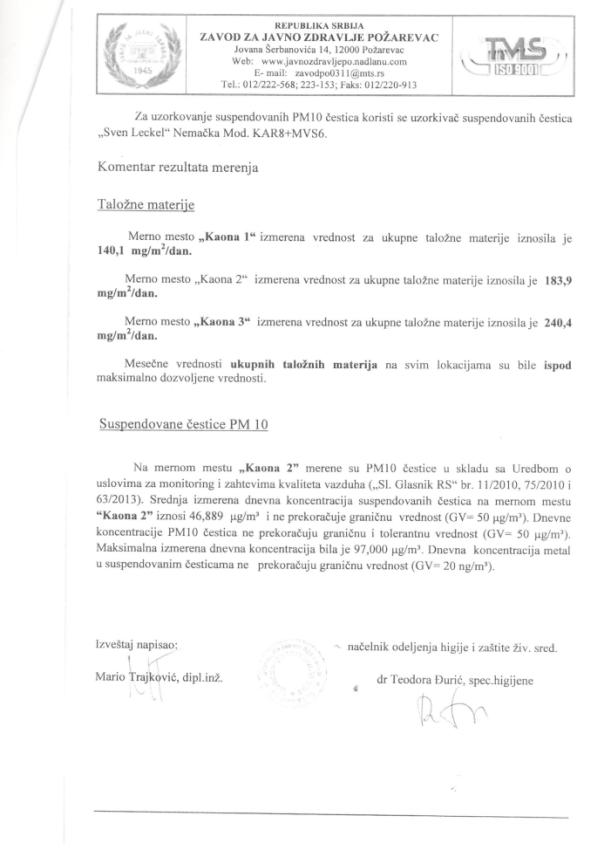 REPUBLIKA SRBIJA
ZAVOD ZA JAVNO ZDRAVLJE POŽAREVAC
Jovana Šerbanovića 14, 12000 Požarevac
Web: www.javnozdravljepo.nadlanu.com
E- mail: zavodpo0311@mts.rs
Tel.: 012/222-568; 223-153; Faks: 012/220-913
1945
TMS
ISO 9001
Za uzorkovanje suspendovanih PM10 čestica koristi se uzorkivač suspendovanih čestica
„Sven Leckel“ Nemačka Mod. KAR8+MVS6.
Komentar rezultata merenja
Taložne materije
Merno mesto „Kaona 1“ izmerena vrednost za ukupne taložne materije iznosila je
140,1 mg/m²/dan.
Merno mesto „Kaona 2“ izmerena vrednost za ukupne taložne materije iznosila je 183,9
mg/m²/dan.
Merno mesto „Kaona 3“ izmerena vrednost za ukupne taložne materije iznosila je 240,4
mg/m²/dan.
Mesečne vrednosti ukupnih taložnih materija na svim lokacijama su bile ispod
maksimalno dozvoljene vrednosti.
Suspendovane čestice PM 10
Na mernom mestu „Kaona 2” merene su PM10 čestice u skladu sa Uredbom o
uslovima za monitoring i zahtevima kvaliteta vazduha („Sl. Glasnik RS“ br. 11/2010, 75/2010 i
63/2013). Srednja izmerena dnevna koncentracija suspendovanih čestica na mernom mestu
“Kaona 2” iznosi 46,889 µg/m³ i ne prekoračuje graničnu vrednost (GV= 50 µg/m³). Dnevne
koncentracije PM10 čestica ne prekoračuju graničnu i tolerantnu vrednost (GV= 50 µg/m³).
Maksimalna izmerena dnevna koncentracija bila je 97,000 µg/m³. Dnevna koncentracija metal
u suspendovanim česticama ne prekoračuju graničnu vrednost (GV= 20 ng/m³).
Izveštaj napisao:
načelnik odeljenja higije i zaštite živ. sred.
Mario Trajković, dipl.inž.
dr Teodora Đurić, spec.higijene